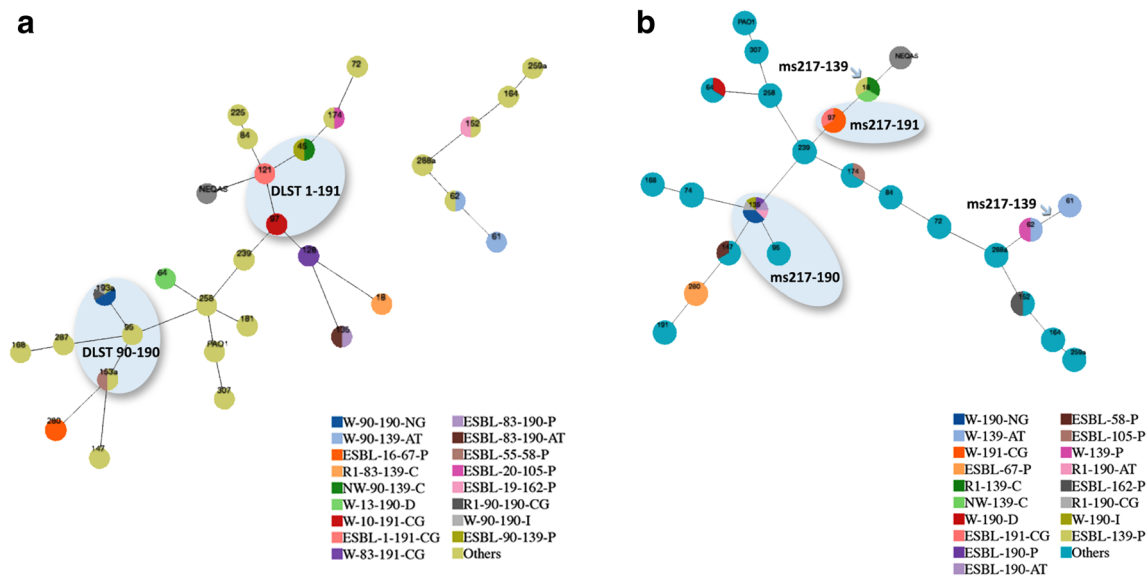 a
b
72
225
174
84
45
121
DLST 1-191
NEQAS
97
129
239
64
258
18
193a
95
181
168
287
DLST 90-190
PAO1
153a
307
280
147
259a
164
152
288a
62
61
W-90-190-NG
W-90-139-AT
ESBL-16-67-P
R1-83-139-C
NW-90-139-C
W-13-190-D
W-10-191-CG
ESBL-1-191-CG
W-83-191-CG
ESBL-83-190-P
ESBL-83-190-AT
ESBL-55-58-P
ESBL-20-105-P
ESBL-19-162-P
R1-90-190-CG
W-90-190-I
ESBL-90-139-P
Others
PAO1
307
ms217-139
NEQAS
64
258
18
97
ms217-191
239
168
74
174
84
ms217-139
61
62
72
95
147
ms217-190
288a
280
152
191
164
259a
W-190-NG
W-139-AT
W-191-CG
ESBL-67-P
R1-139-C
NW-139-C
W-190-D
ESBL-191-CG
ESBL-190-P
ESBL-190-AT
ESBL-58-P
ESBL-105-P
W-139-P
R1-190-AT
ESBL-162-P
R1-190-CG
W-190-I
ESBL-139-P
Others